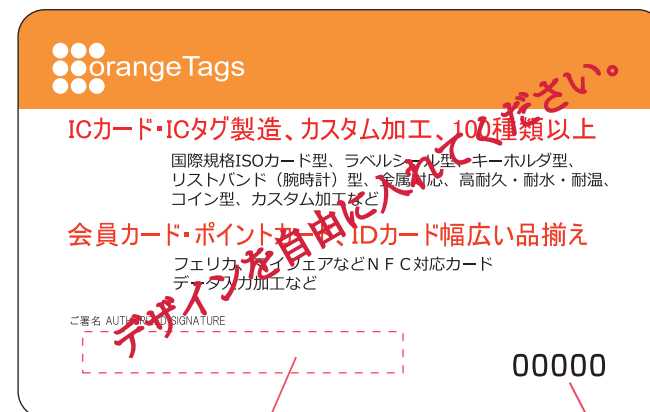 orangeTags
ICカード・ICタグ製造、カスタム加工、100種類以上
国際規格ISOカード型、ラベルシール型、キーホルダ型、
リストバンド（腕時計）型、金属対応、高耐久・耐水・耐温、
コイン型、カスタム加工など
会員カード・ポイントカード、IDカード幅広い品揃え
フェリカ、マイフェアなどＮＦＣ対応カード
データ入力加工など
デザインを自由に入れてください。
ご署名 AUTHORIZED SIGNATURE
00000